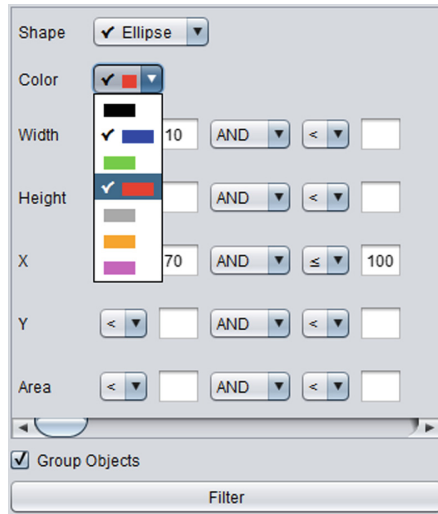 Shape Ellipse
Color
Width 10 AND <
Height AND <
X 70 AND ≤ 100
Y < AND <
Area < AND <
Group Objects
Filter